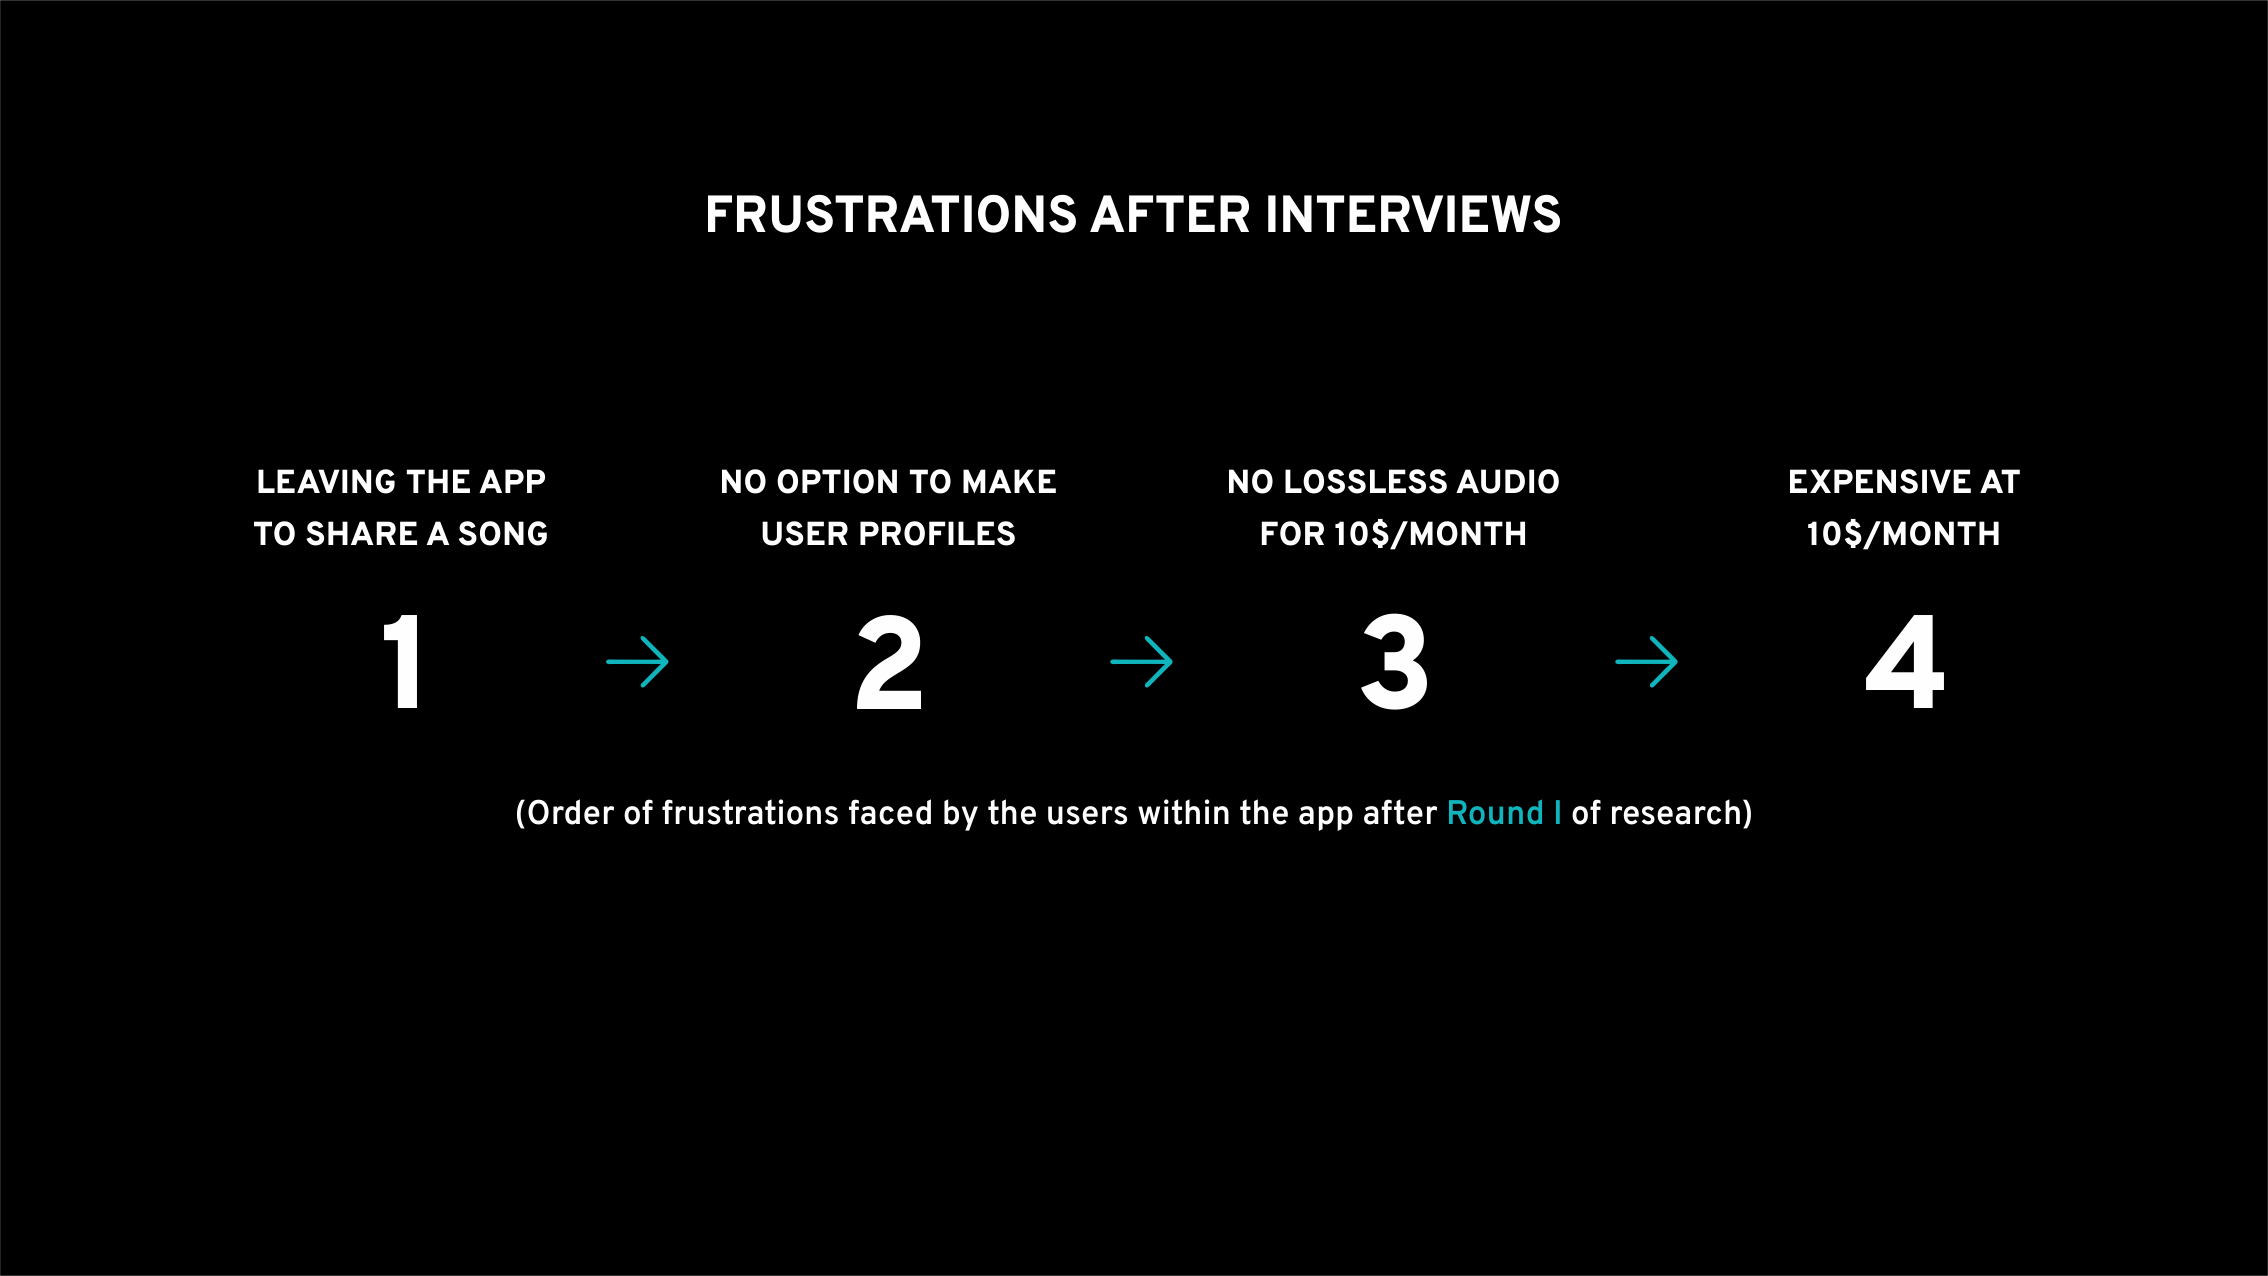 FRUSTRATIONS AFTER INTERVIEWS
LEAVING THE APP
TO SHARE A SONG
1
NO OPTION TO MAKE
USER PROFILES
2
NO LOSSLESS AUDIO
FOR 10$/MONTH
3
EXPENSIVE AT
10$/MONTH
4
(Order of frustrations faced by the users within the app after Round I of research)